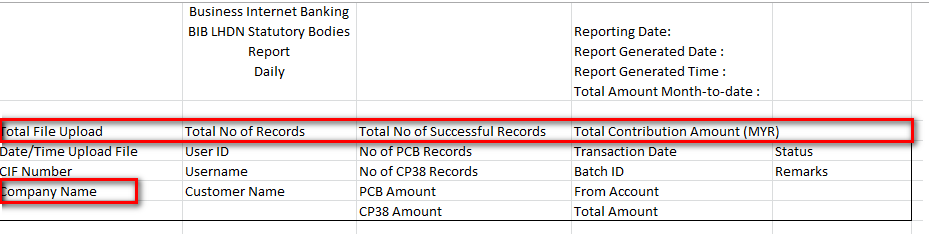 Business Internet Banking
BIB LHDN Statutory Bodies Reporting Date:
Report Report Generated Date :
Daily Report Generated Time :
Total Amount Month-to-date :
Total File Upload Total No of Records Total No of Successful Records Total Contribution Amount (MYR)
Date/Time Upload File User ID No of PCB Records Transaction Date Status
CIF Number Username No of CP38 Records Batch ID Remarks
Company Name Customer Name PCB Amount From Account
CP38 Amount Total Amount